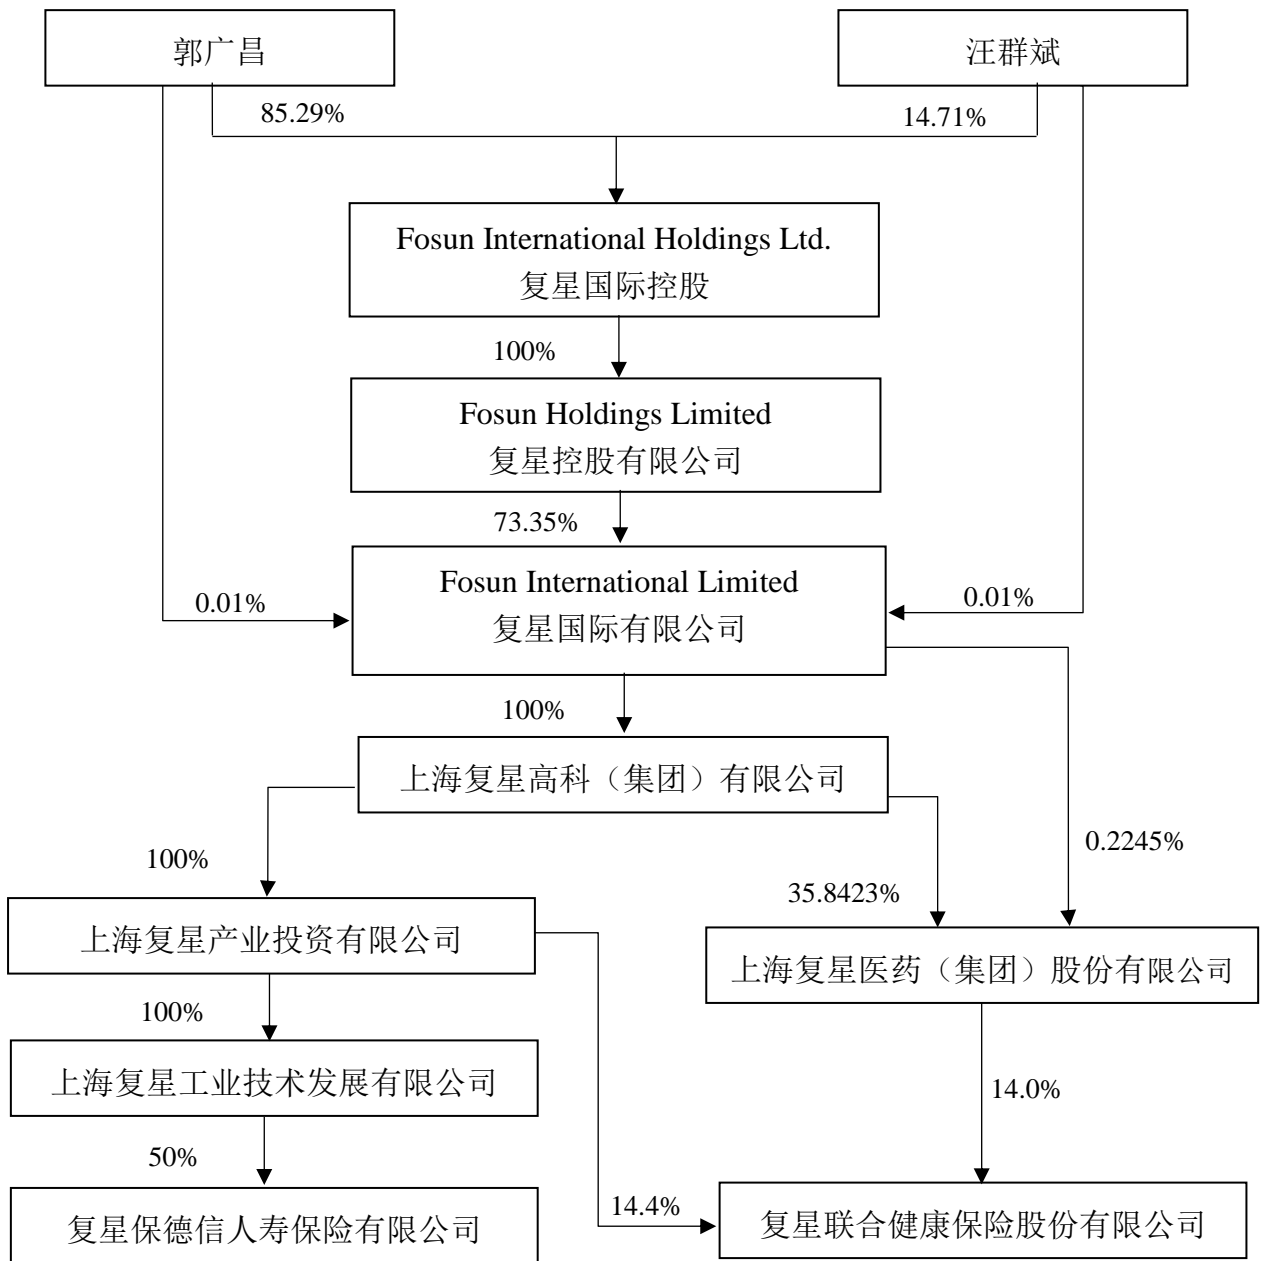 郭广昌
汪群斌
85.29%
14.71%
Fosun International Holdings Ltd.
复星国际控股
100%
Fosun Holdings Limited
复星控股有限公司
73.35%
Fosun International Limited
复星国际有限公司
0.01%
0.01%
100%
上海复星高科（集团）有限公司
100%
35.8423%
0.2245%
上海复星产业投资有限公司
上海复星医药（集团）股份有限公司
100%
上海复星工业技术发展有限公司
14.0%
50%
14.4%
复星保德信人寿保险有限公司
复星联合健康保险股份有限公司